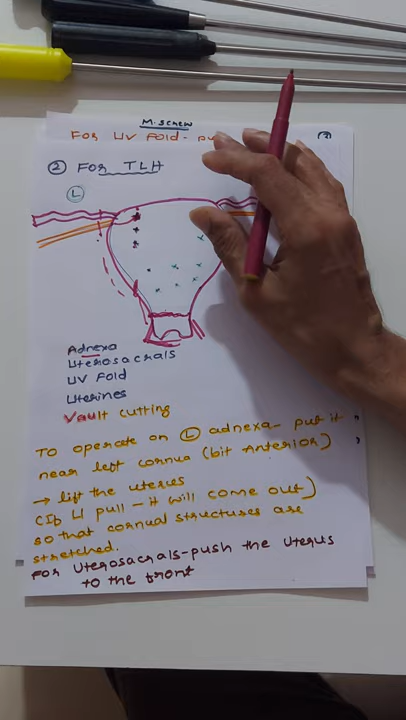 M. screw
For UV Fold- pu
(3)
② For TLH
Ⓛ
Adnexa
Uterosacrals
UV Fold
Uterines
Vault cutting
To operate on Ⓛ adnexa- put it
near left cornua (bit Anterior)
→ lift the uterus
pull - it will come out)
so that cornual structures are
stretched.
For Uterosacrals-push the Uterus
to the front